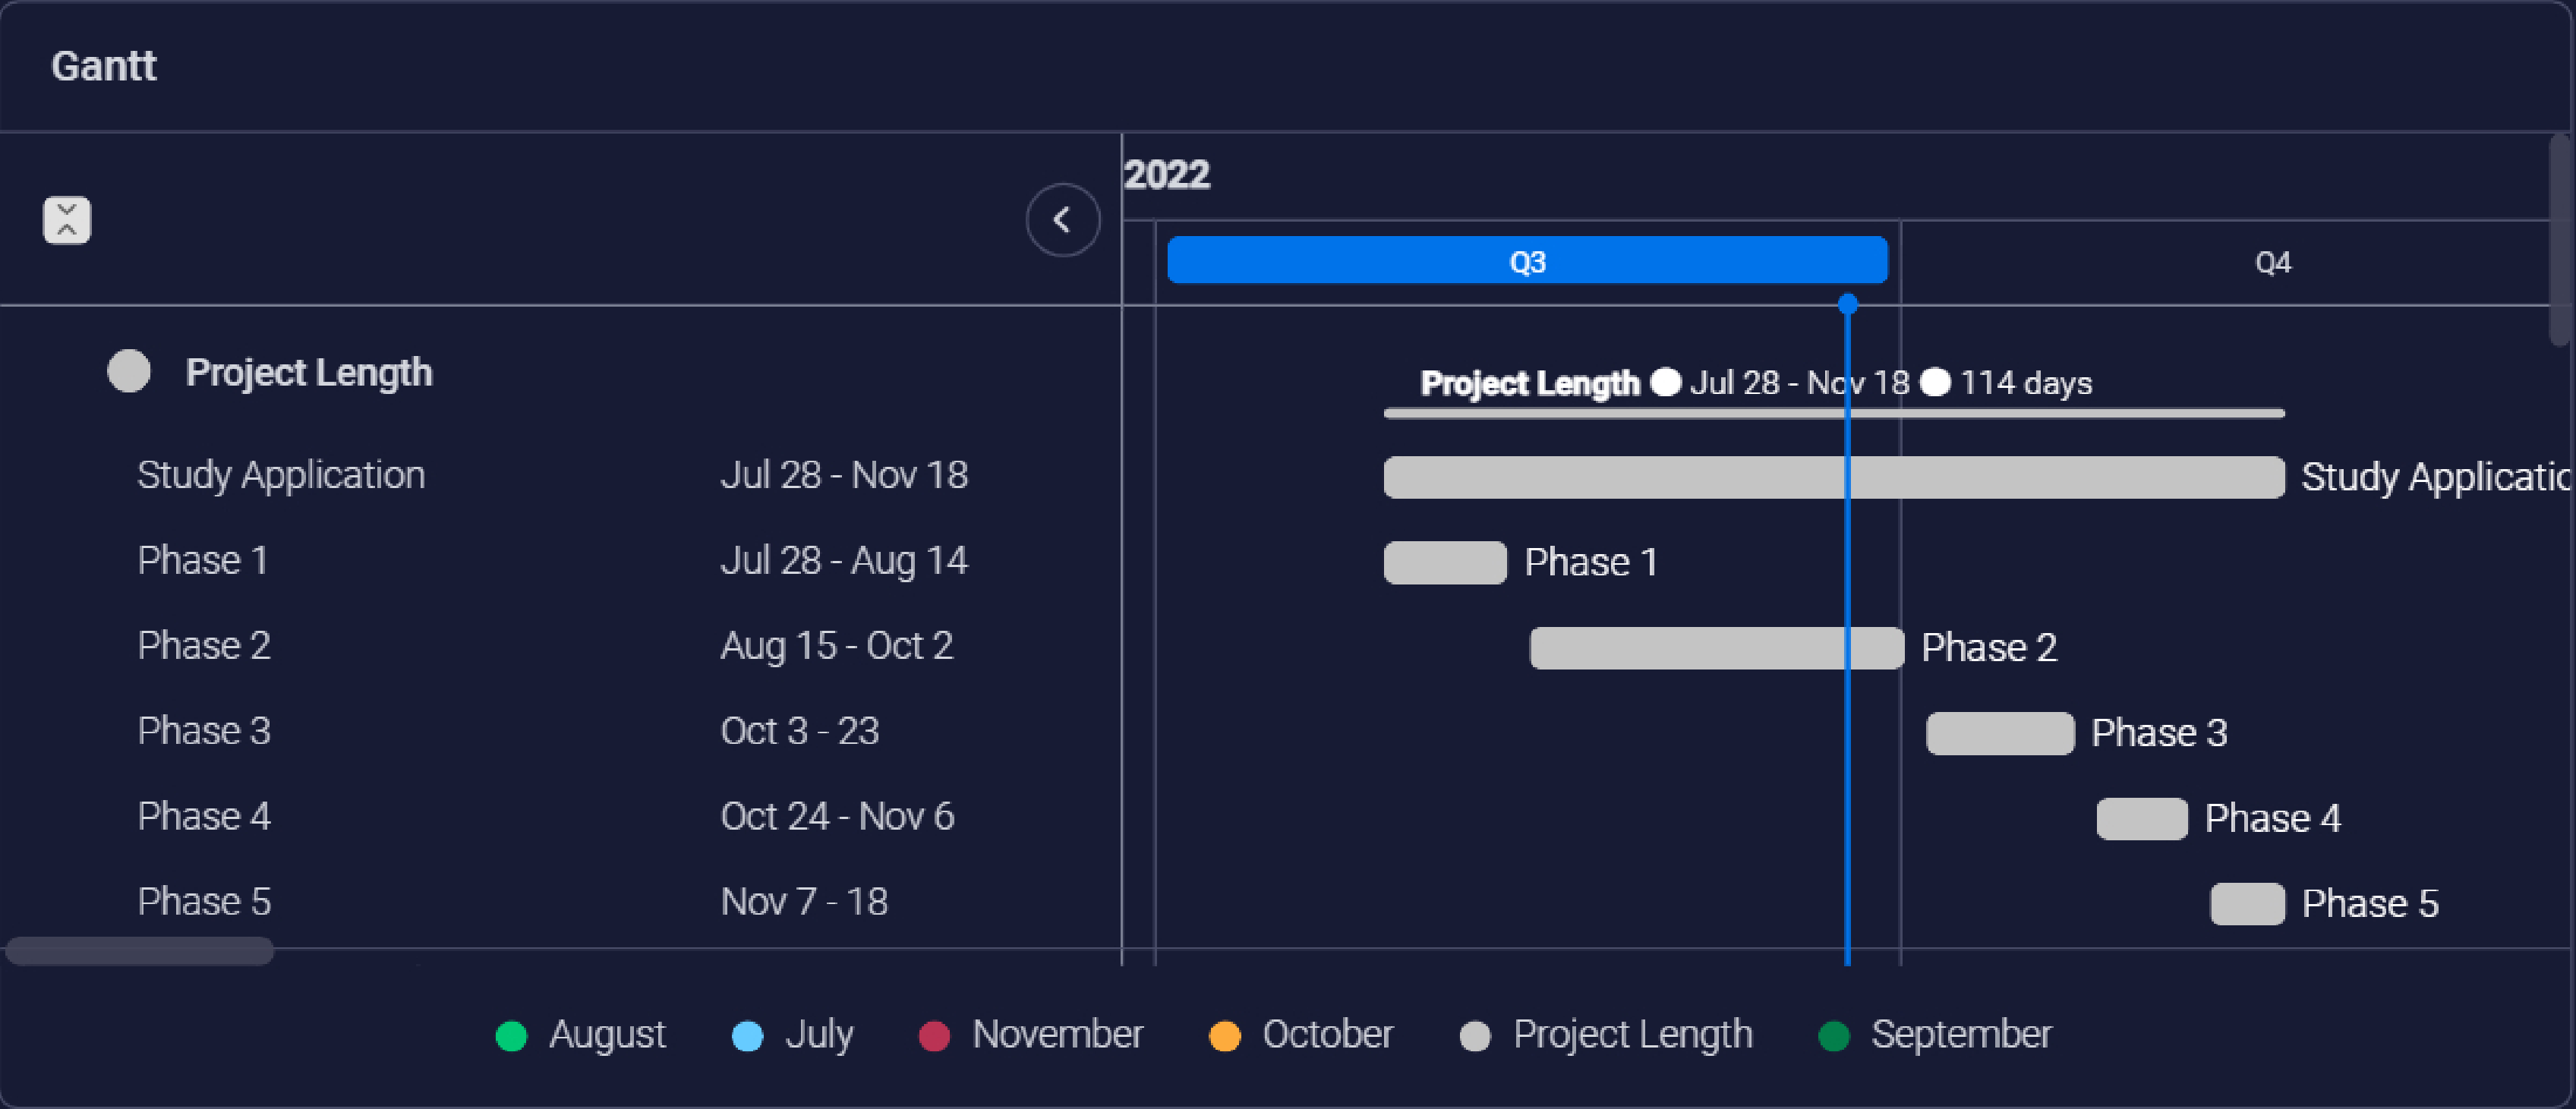 Gantt
2022
Q3 Q4
Project Length
Project Length Jul 28 - Nov 18 114 days
Study Application Jul 28 - Nov 18 Study Applicatio
Phase 1 Jul 28 - Aug 14 Phase 1
Phase 2 Aug 15 - Oct 2 Phase 2
Phase 3 Oct 3 - 23 Phase 3
Phase 4 Oct 24 - Nov 6 Phase 4
Phase 5 Nov 7 - 18 Phase 5
August July November October Project Length September